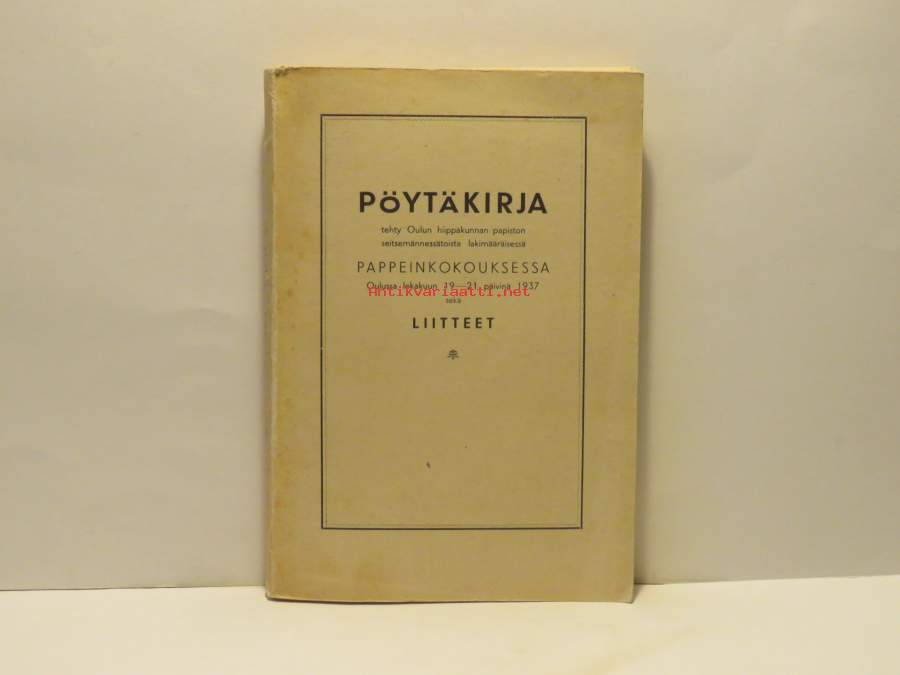 PÖYTÄKIRJA
tehty Oulun hiippakunnan papiston
seitsemännessätoista lakimääräisessä
PAPPEINKOKOUKSESSA
Oulussa lokakuun 19—21 päivinä 1937
Antikvariaatti.net
sekä
LIITTEET